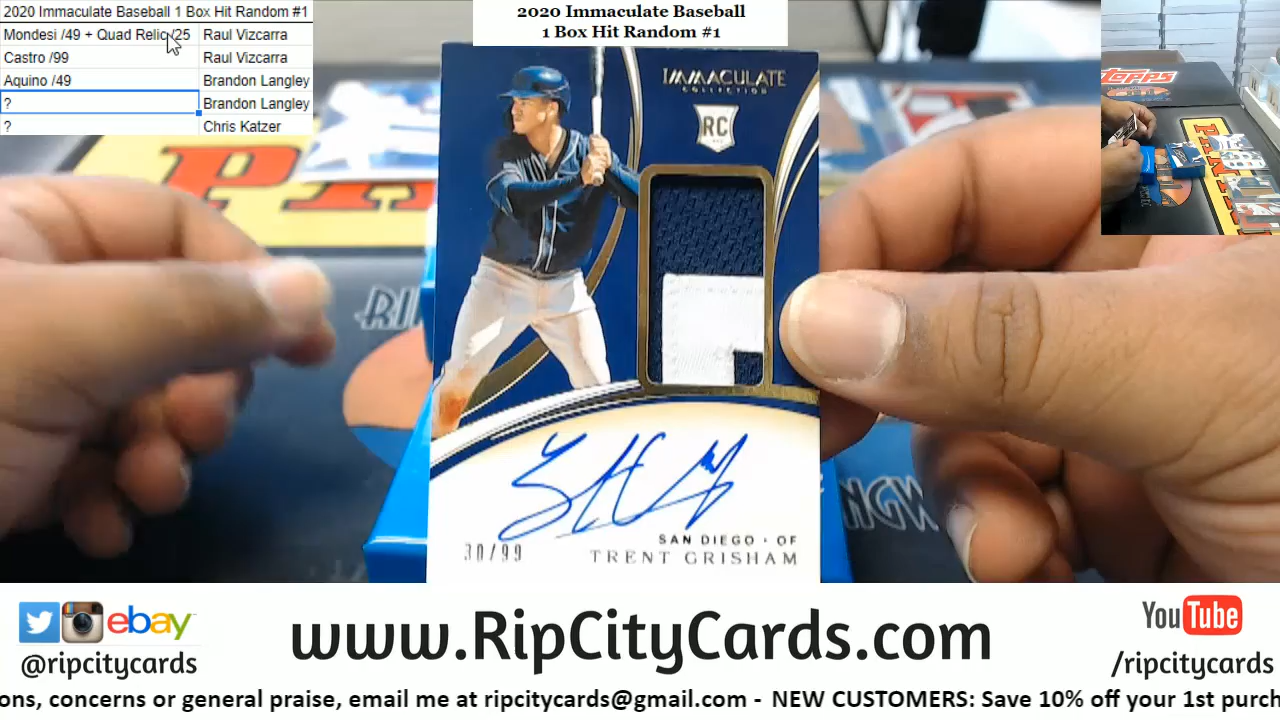 2020 Immaculate Baseball 1 Box Hit Random #1
Mondesi /49 + Quad Relic /25 Raul Vizcarra
Castro /99 Raul Vizcarra
Aquino /49 Brandon Langley
? Brandon Langley
? Chris Katzer
2020 Immaculate Baseball
1 Box Hit Random #1
IMMACULATE
COLLECTION
RC
SAN DIEGO • OF
TRENT GRISHAM
30/99
Topps
ebay
@ripcitycards
www.RipCityCards.com
YouTube
/ripcitycards
ons, concerns or general praise, email me at ripcitycards@gmail.com - NEW CUSTOMERS: Save 10% off your 1st purch